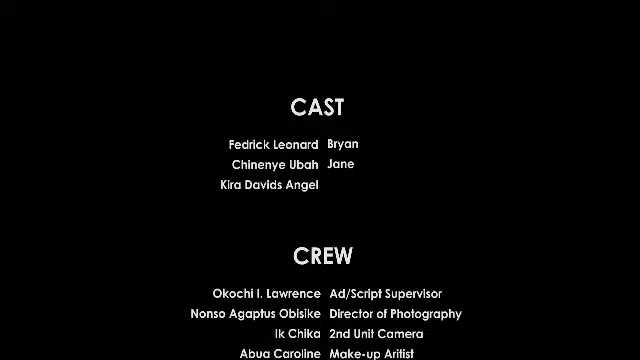 CAST
Fedrick Leonard Bryan
Chinenye Ubah Jane
Kira Davids Angel
CREW
Okochi I. Lawrence Ad/Script Supervisor
Nonso Agaptus Obisike Director of Photography
Ik Chika 2nd Unit Camera
Abua Caroline Make-up Aritist